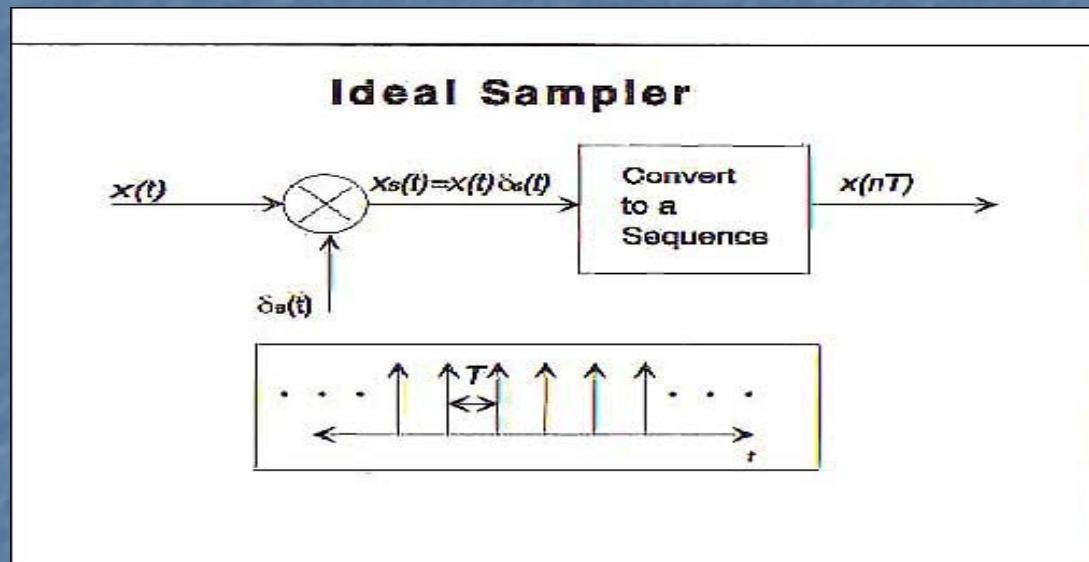 Ideal Sampler
x(t)
xs(t)=x(t)δs(t)
Convert
to a
Sequence
x(nT)
δs(t)
. . .
T
. . .
t